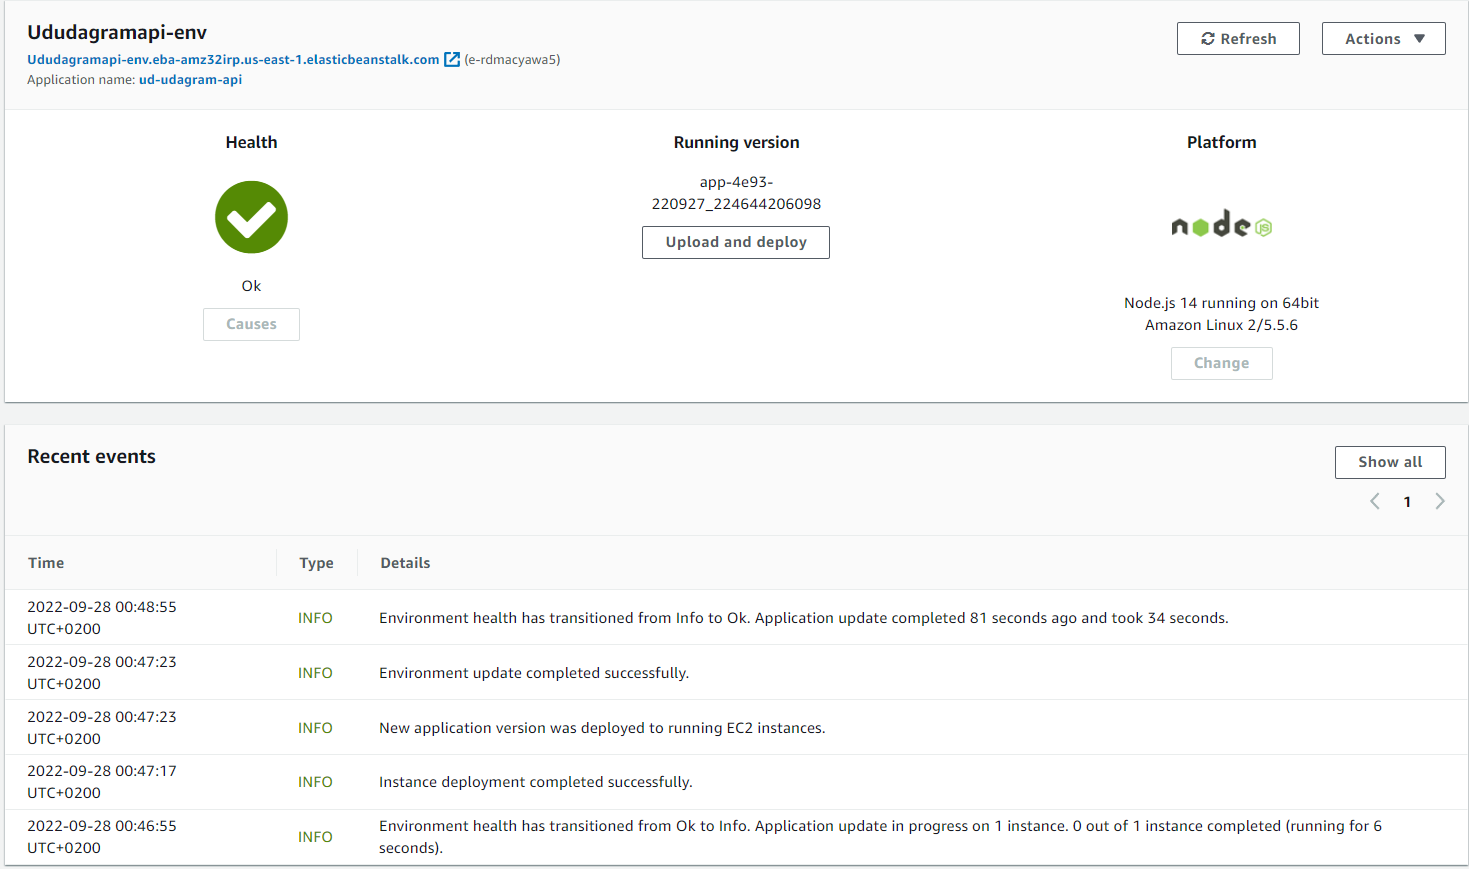 Ududagramapi-env
Refresh
Actions
Ududagramapi-env.eba-amz32irp.us-east-1.elasticbeanstalk.com (e-rdmacyawa5)
Application name: ud-udagram-api
Health
Ok
Causes
Running version
app-4e93-
220927_224644206098
Upload and deploy
Platform
node JS
Node.js 14 running on 64bit
Amazon Linux 2/5.5.6
Change
Recent events
Show all
1
Time Type Details
2022-09-28 00:48:55
UTC+0200
INFO
Environment health has transitioned from Info to Ok. Application update completed 81 seconds ago and took 34 seconds.
2022-09-28 00:47:23
UTC+0200
INFO
Environment update completed successfully.
2022-09-28 00:47:23
UTC+0200
INFO
New application version was deployed to running EC2 instances.
2022-09-28 00:47:17
UTC+0200
INFO
Instance deployment completed successfully.
2022-09-28 00:46:55
UTC+0200
INFO
Environment health has transitioned from Ok to Info. Application update in progress on 1 instance. 0 out of 1 instance completed (running for 6
seconds).